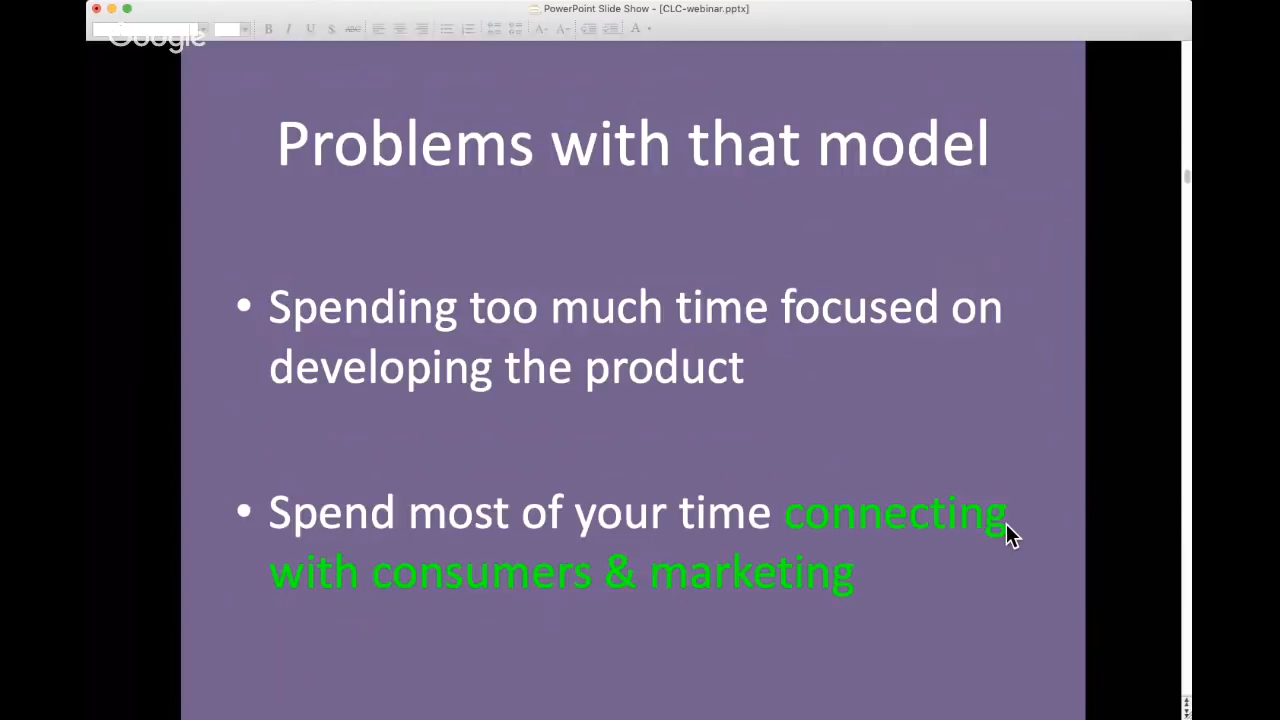 PowerPoint Slide Show - [CLC-webinar.pptx]
B I U S ABC A A A
Google
Problems with that model
• Spending too much time focused on
developing the product
• Spend most of your time connecting
with consumers & marketing